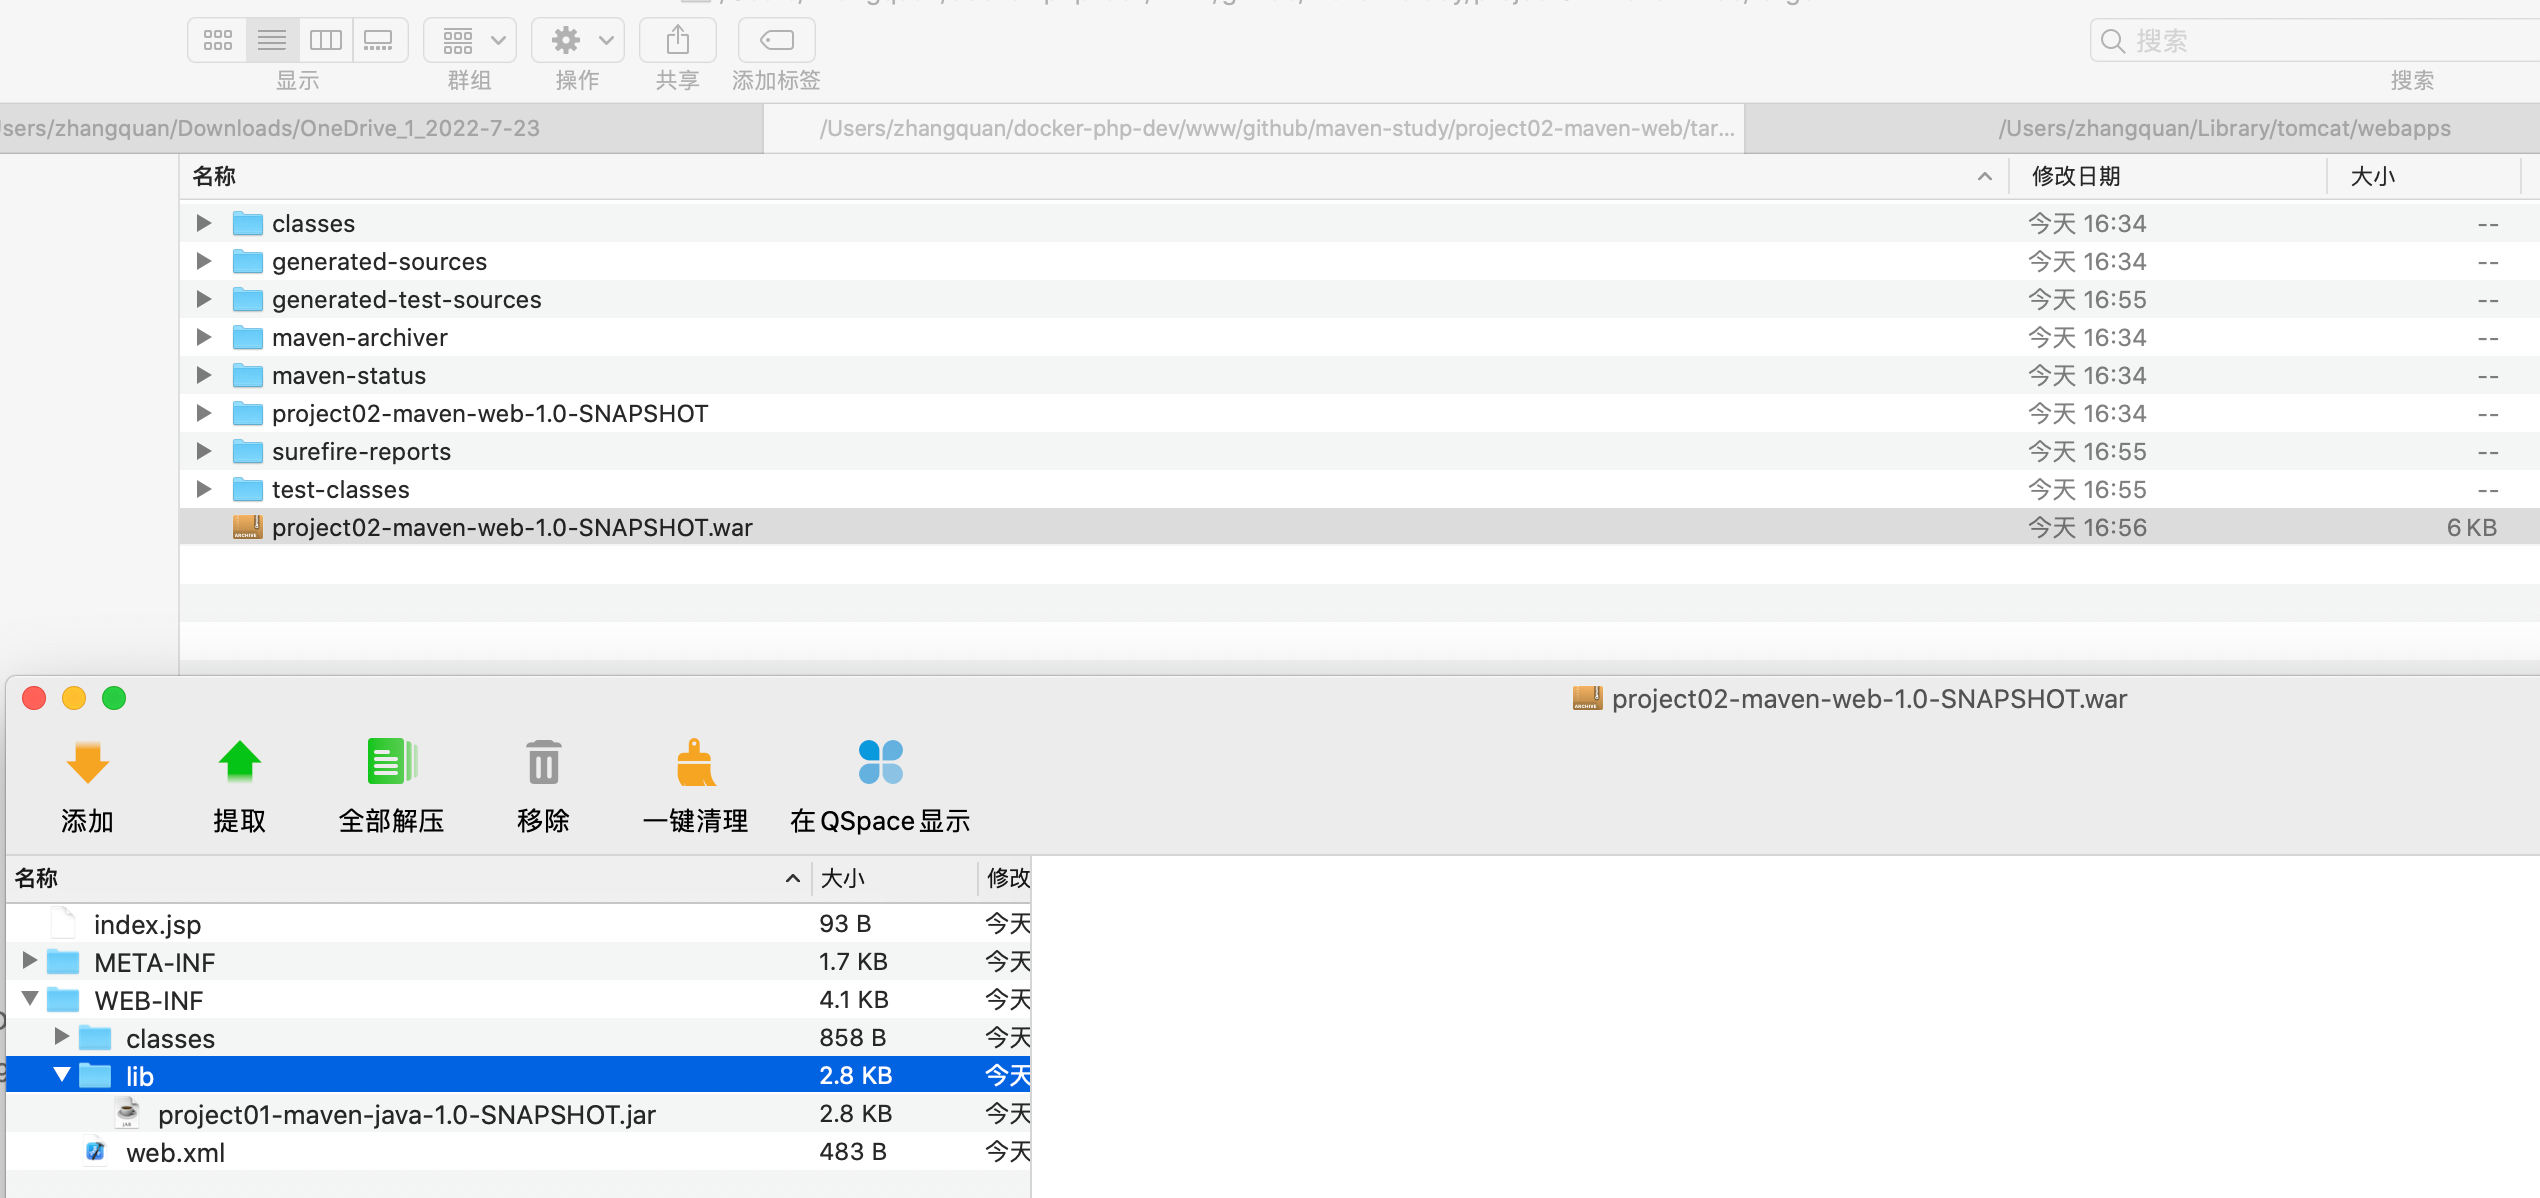 显示
群组
操作
共享
添加标签
搜索
搜索
sers/zhangquan/Downloads/OneDrive_1_2022-7-23
/Users/zhangquan/docker-php-dev/www/github/maven-study/project02-maven-web/tar...
/Users/zhangquan/Library/tomcat/webapps
名称 修改日期 大小
classes 今天 16:34 --
generated-sources 今天 16:34 --
generated-test-sources 今天 16:55 --
maven-archiver 今天 16:34 --
maven-status 今天 16:34 --
project02-maven-web-1.0-SNAPSHOT 今天 16:34 --
surefire-reports 今天 16:55 --
test-classes 今天 16:55 --
project02-maven-web-1.0-SNAPSHOT.war 今天 16:56 6 KB
project02-maven-web-1.0-SNAPSHOT.war
添加
提取
全部解压
移除
一键清理
在 QSpace 显示
名称 大小 修改
index.jsp 93 B 今天
META-INF 1.7 KB 今天
WEB-INF 4.1 KB 今天
classes 858 B 今天
lib 2.8 KB 今天
project01-maven-java-1.0-SNAPSHOT.jar 2.8 KB 今天
web.xml 483 B 今天